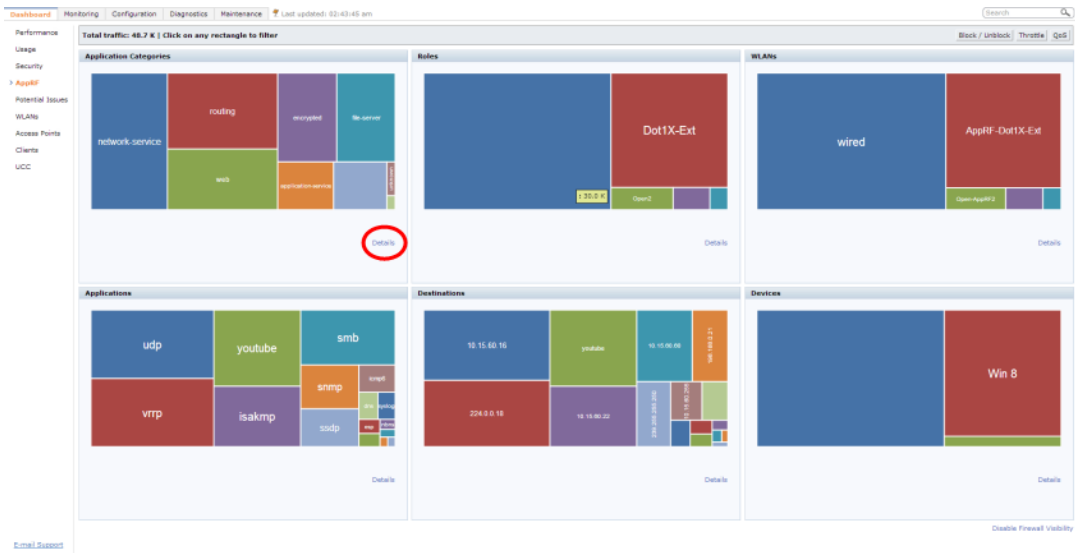 Dashboard Monitoring Configuration Diagnostics Maintenance Last updated: 02:43:45 am Search
Performance
Usage
Security
> AppRF
Potential Issues
WLANs
Access Points
Clients
UCC
Total traffic: 40.7 K | Click on any rectangle to filter Block / Unblock Throttle QoS
Application Categories
network-service
routing
encrypted
file-server
web
application-service
unknown
Details
Roles
Dot1X-Ext
: 30.0 K
Open2
Details
WLANs
wired
AppRF-Dot1X-Ext
Open-AppRF2
Details
Applications
udp
youtube
smb
vrrp
isakmp
snmp
icmp6
syslog
ssdp
Details
Destinations
10.15.60.16
youtube
224.0.0.18
10.15.60.22
Details
Devices
Win 8
Details
Disable Firewall Visibility
E-mail Support